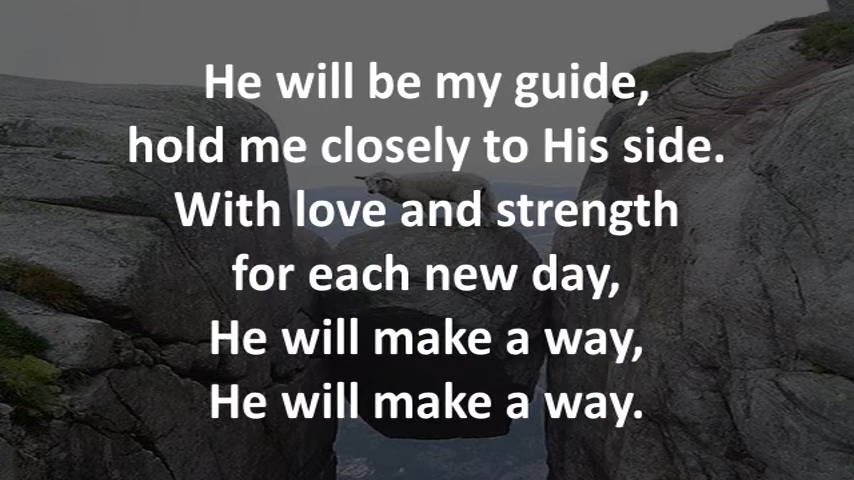 He will be my guide,
hold me closely to His side.
With love and strength
for each new day,
He will make a way,
He will make a way.